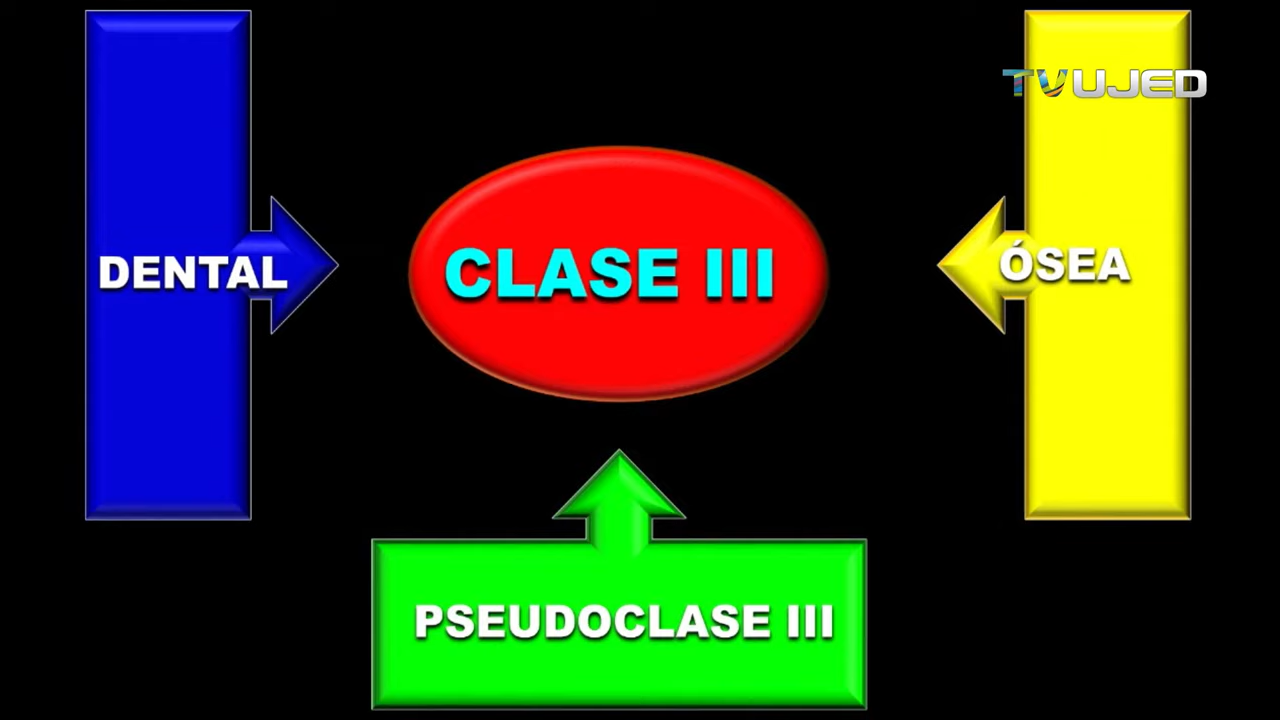 TVUJED
DENTAL
CLASE III
ÓSEA
PSEUDOCLASE III